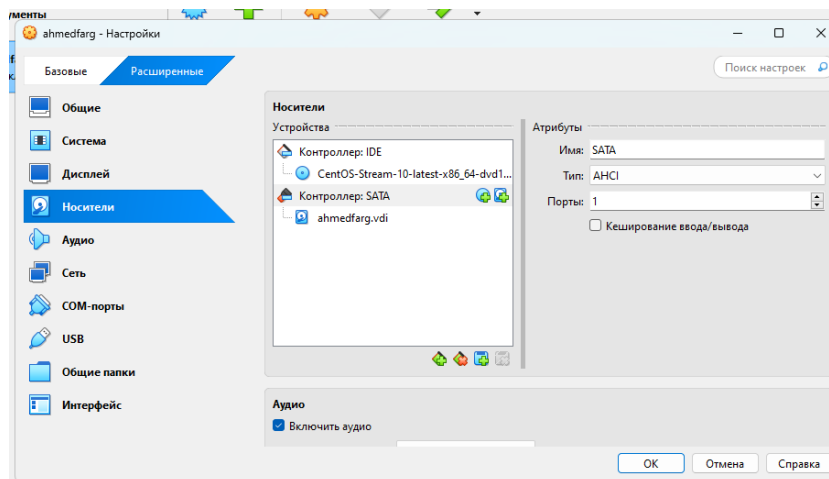 ументы
ahmedfarg - Настройки
Базовые
Расширенные
Поиск настроек
Общие
Система
Дисплей
Носители
Аудио
Сеть
COM-порты
USB
Общие папки
Интерфейс
Носители
Устройства
Контроллер: IDE
CentOS-Stream-10-latest-x86_64-dvd1...
Контроллер: SATA
ahmedfarg.vdi
Атрибуты
Имя: SATA
Тип: AHCI
Порты: 1
Кеширование ввода/вывода
Аудио
Включить аудио
OK
Отмена
Справка